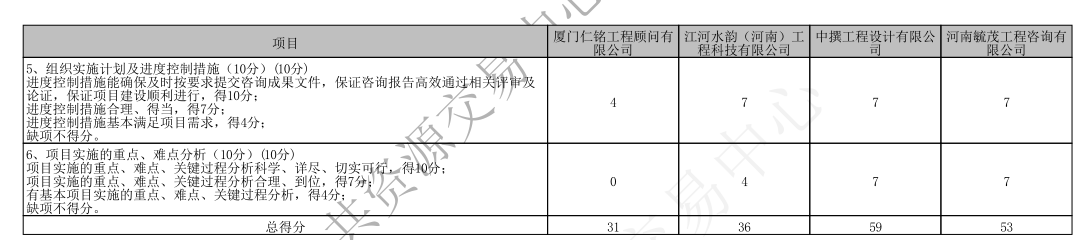 项目
厦门仁铭工程顾问有
限公司
江河水韵（河南）工
程科技有限公司
中撰工程设计有限公
司
河南毓茂工程咨询有
限公司
5、组织实施计划及进度控制措施（10分）(10分)
进度控制措施能确保及时按要求提交咨询成果文件，保证咨询报告高效通过相关评审及
论证，保证项目建设顺利进行，得10分；
进度控制措施合理、得当，得7分；
进度控制措施基本满足项目需求，得4分；
缺项不得分。
4
7
7
7
6、项目实施的重点、难点分析（10分）(10分)
项目实施的重点、难点、关键过程分析科学、详尽、切实可行，得10分；
项目实施的重点、难点、关键过程分析合理、到位，得7分；
有基本项目实施的重点、难点、关键过程分析，得4分；
缺项不得分。
0
4
7
7
总得分
31
36
59
53
共资源交易中心
交易中心